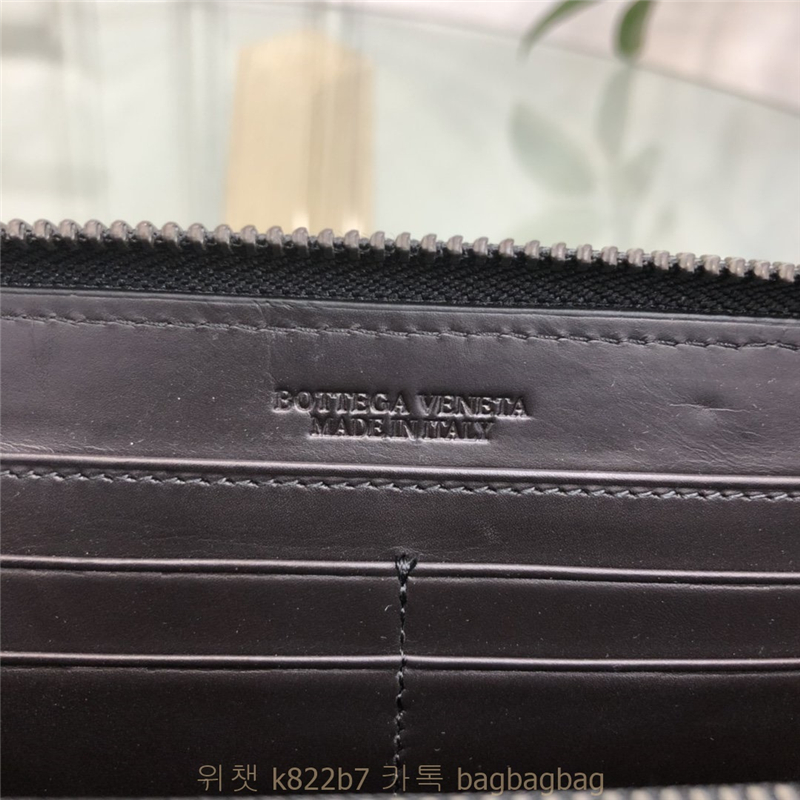 BOTTEGA VENETA
MADE IN ITALY
위챗 k822b7 카톡 bagbagbag